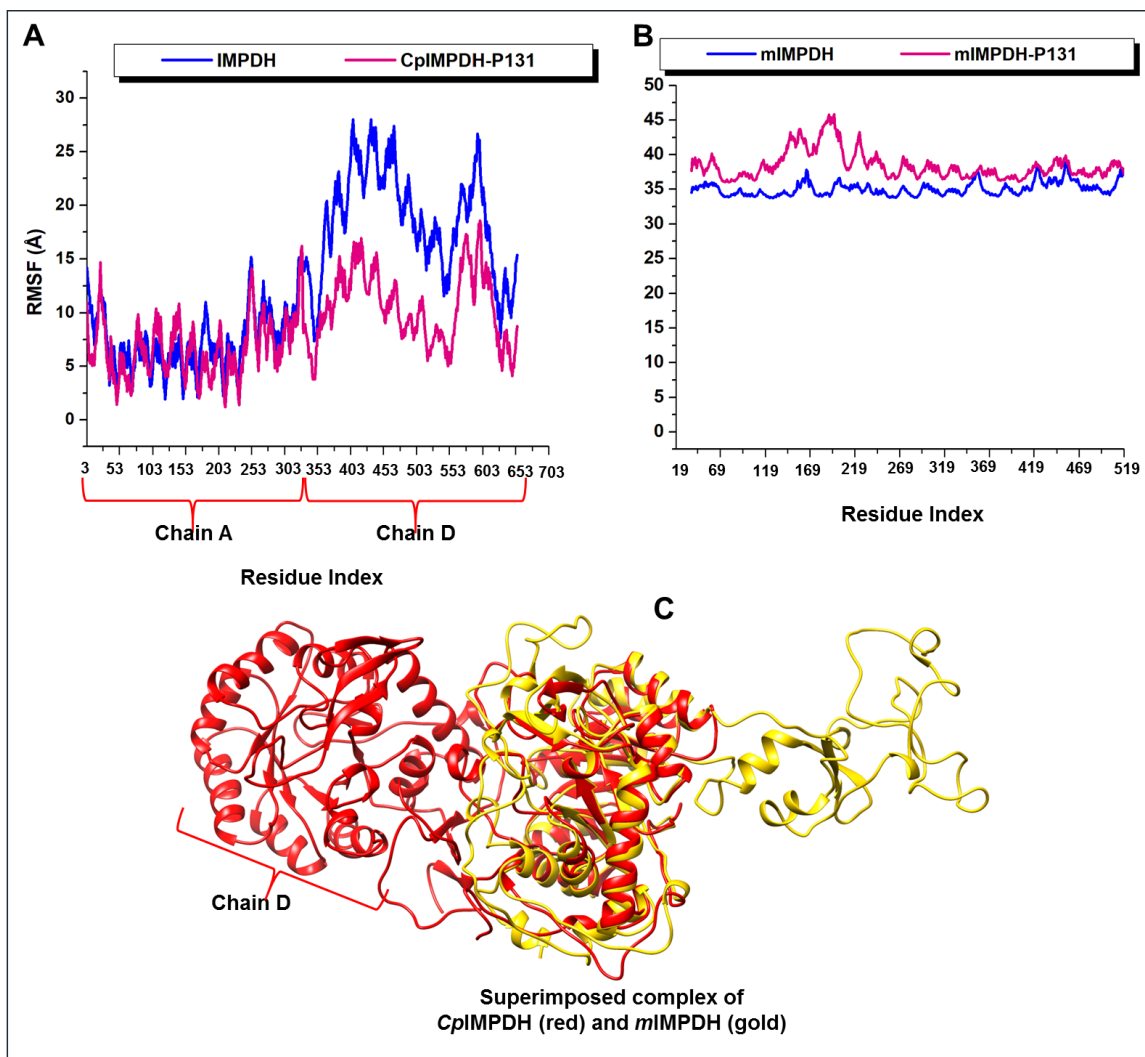 A
IMPDH CpIMPDH-P131
RMSF (Å)
30
25
20
15
10
5
0
3 53 103 153 203 253 303 353 403 453 503 553 603 653 703
Chain A Chain D
Residue Index
B
mIMPDH mIMPDH-P131
50
45
40
35
30
25
20
15
10
5
0
19 69 119 169 219 269 319 369 419 469 519
Residue Index
C
Chain D
Superimposed complex of
CpIMPDH (red) and mIMPDH (gold)